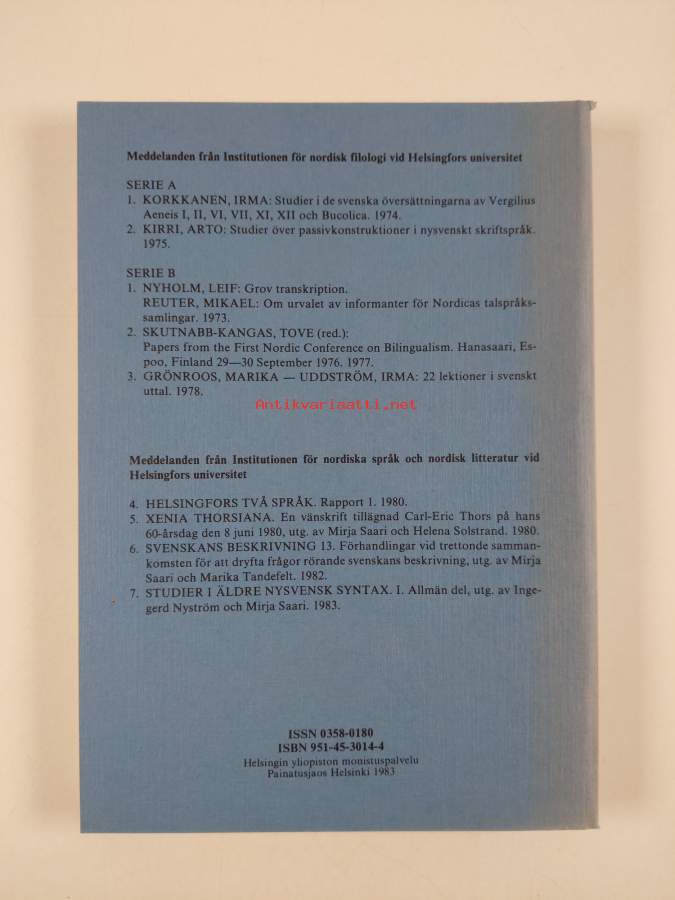 Meddelanden från Institutionen för nordisk filologi vid Helsingfors universitet
SERIE A
1. KORKKANEN, IRMA: Studier i de svenska översättningarna av Vergilius
Aeneis I, II, VI, VII, XI, XII och Bucolica. 1974.
2. KIRRI, ARTO: Studier över passivkonstruktioner i nysvenskt skriftspråk.
1975.
SERIE B
1. NYHOLM, LEIF: Grov transkription.
REUTER, MIKAEL: Om urvalet av informanter för Nordicas talspråks-
samlingar. 1973.
2. SKUTNABB-KANGAS, TOVE (red.):
Papers from the First Nordic Conference on Bilingualism. Hanasaari, Es-
poo, Finland 29—30 September 1976. 1977.
3. GRÖNROOS, MARIKA — UDDSTRÖM, IRMA: 22 lektioner i svenskt
uttal. 1978.
Antikvariaatti.net
Meddelanden från Institutionen för nordiska språk och nordisk litteratur vid
Helsingfors universitet
4. HELSINGFORS TVÅ SPRÅK. Rapport 1. 1980.
5. XENIA THORSIANA. En vänskrift tillägnad Carl-Eric Thors på hans
60-årsdag den 8 juni 1980, utg. av Mirja Saari och Helena Solstrand. 1980.
6. SVENSKANS BESKRIVNING 13. Förhandlingar vid trettonde samman-
komsten för att dryfta frågor rörande svenskans beskrivning, utg. av Mirja
Saari och Marika Tandefelt. 1982.
7. STUDIER I ÄLDRE NYSVENSK SYNTAX. I. Allmän del, utg. av Inge-
gerd Nyström och Mirja Saari. 1983.
ISSN 0358-0180
ISBN 951-45-3014-4
Helsingin yliopiston monistuspalvelu
Painatusjaos Helsinki 1983